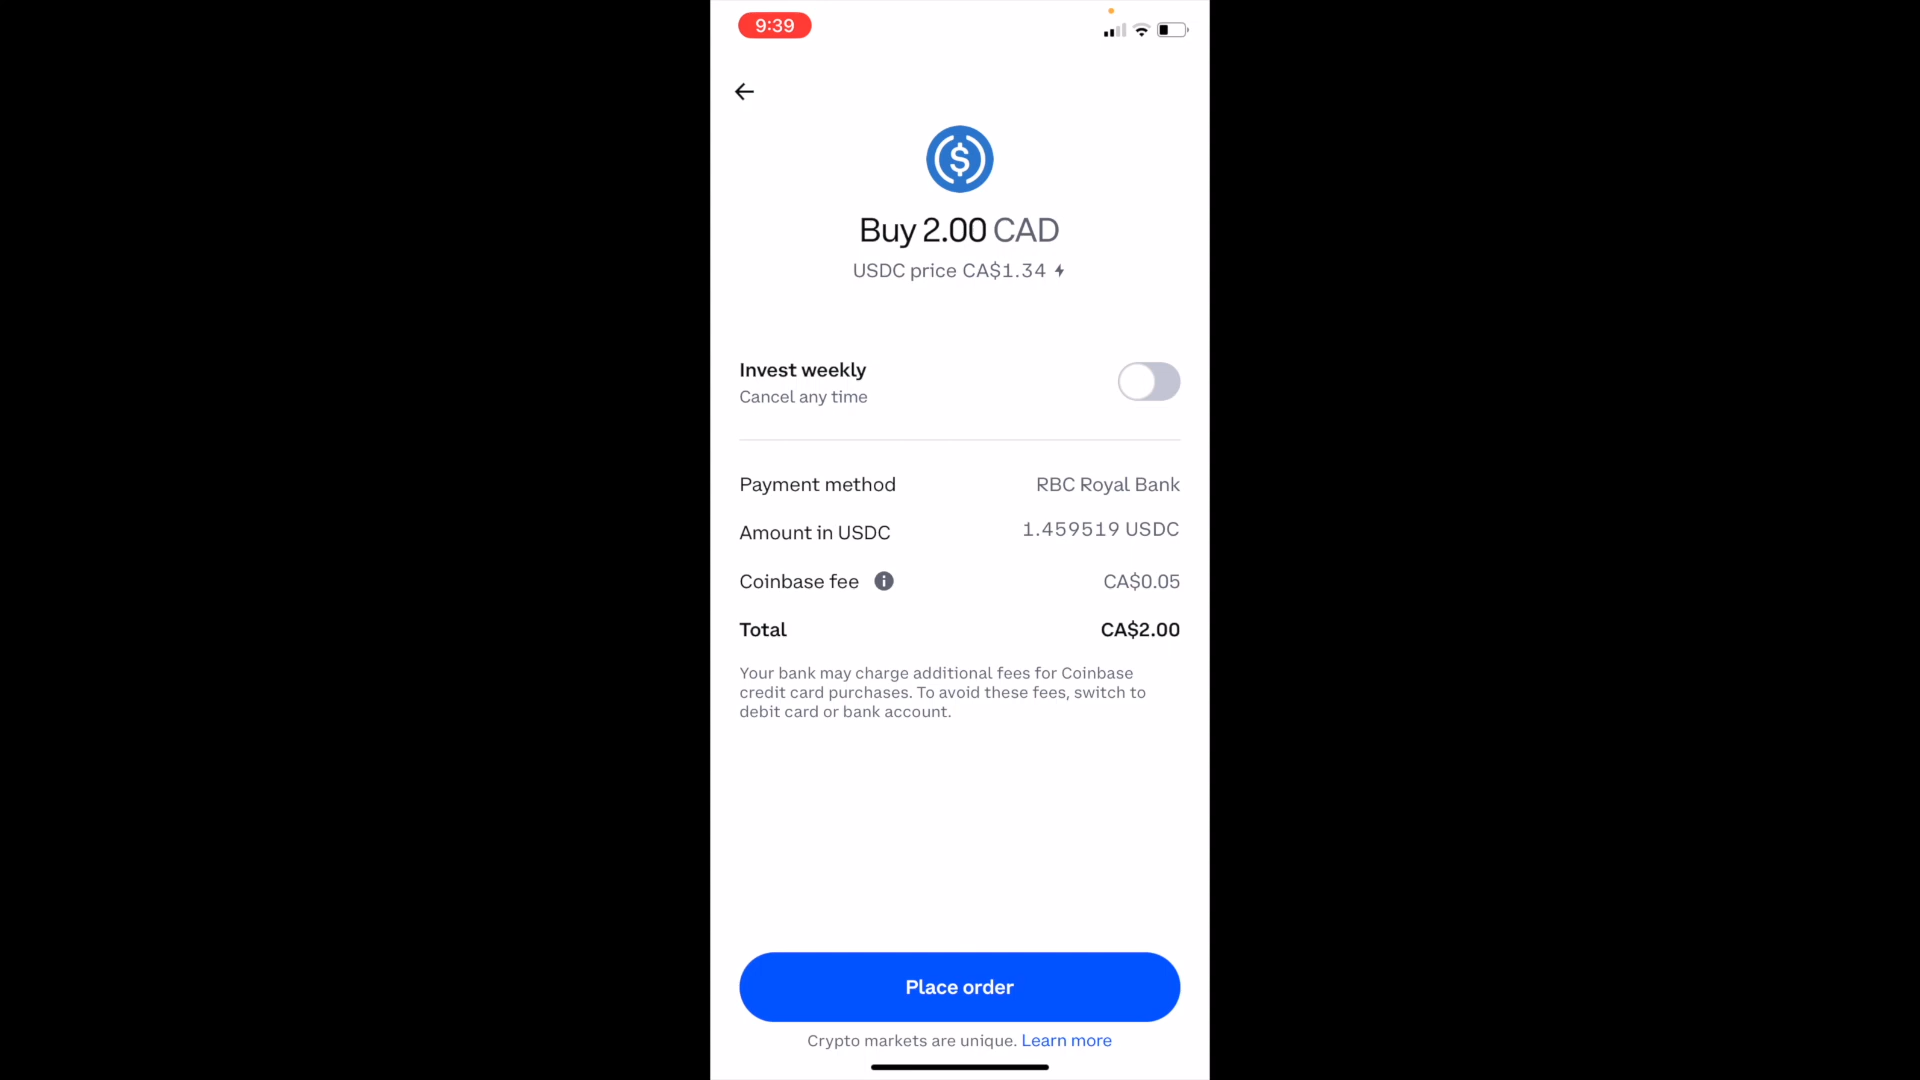 9:39
Buy 2.00 CAD
USDC price CA$1.34
Invest weekly
Cancel any time
Payment method RBC Royal Bank
Amount in USDC 1.459519 USDC
Coinbase fee CA$0.05
Total CA$2.00
Your bank may charge additional fees for Coinbase
credit card purchases. To avoid these fees, switch to
debit card or bank account.
Place order
Crypto markets are unique. Learn more